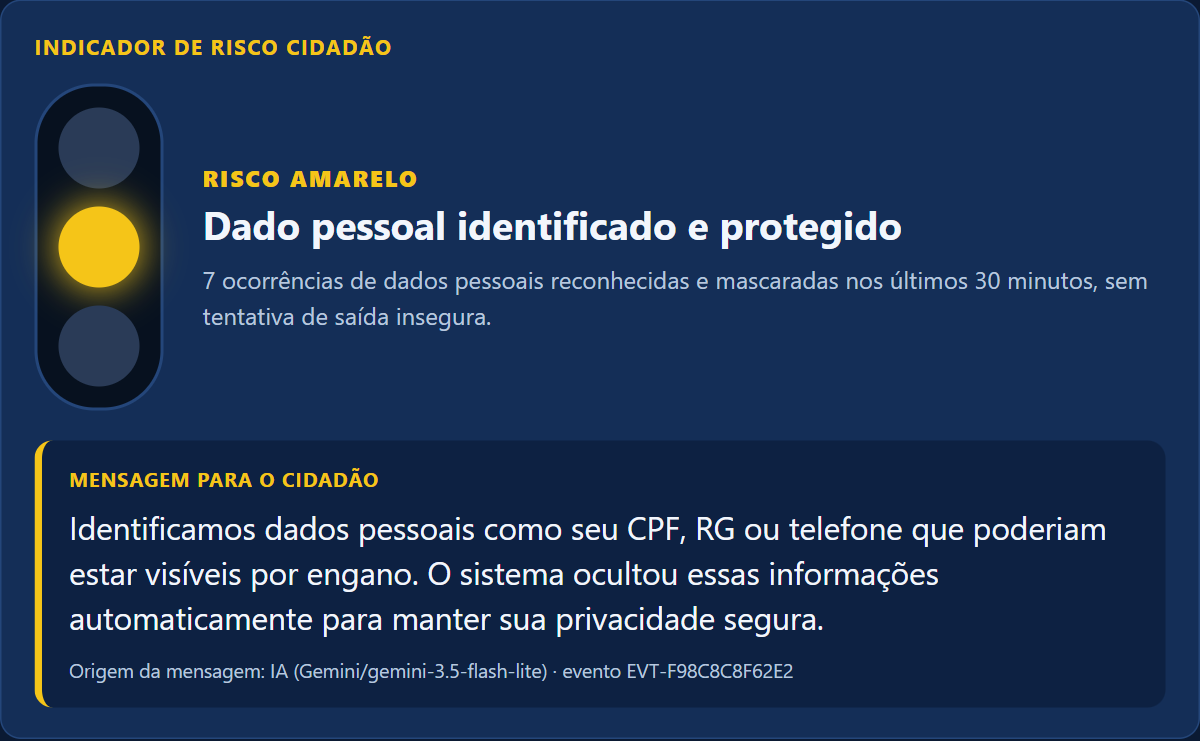 INDICADOR DE RISCO CIDADÃO
RISCO AMARELO
Dado pessoal identificado e protegido
7 ocorrências de dados pessoais reconhecidas e mascaradas nos últimos 30 minutos, sem
tentativa de saída insegura.
MENSAGEM PARA O CIDADÃO
Identificamos dados pessoais como seu CPF, RG ou telefone que poderiam
estar visíveis por engano. O sistema ocultou essas informações
automaticamente para manter sua privacidade segura.
Origem da mensagem: IA (Gemini/gemini-3.5-flash-lite) · evento EVT-F98C8C8F62E2